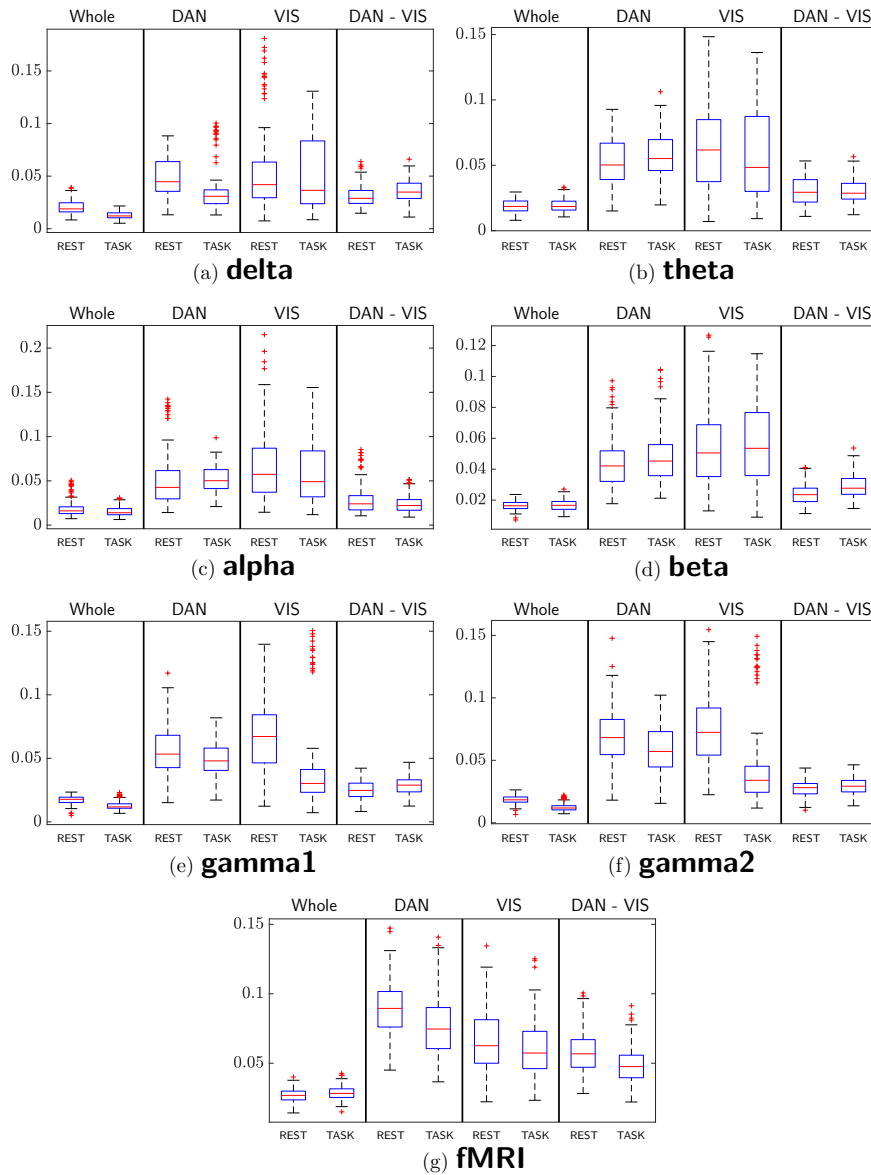 Whole DAN VIS DAN - VIS
0.15
0.1
0.05
0
REST TASK REST TASK REST TASK REST TASK
(a) delta
Whole DAN VIS DAN - VIS
0.15
0.1
0.05
0
REST TASK REST TASK REST TASK REST TASK
(b) theta
Whole DAN VIS DAN - VIS
0.2
0.15
0.1
0.05
0
REST TASK REST TASK REST TASK REST TASK
(c) alpha
Whole DAN VIS DAN - VIS
0.12
0.1
0.08
0.06
0.04
0.02
REST TASK REST TASK REST TASK REST TASK
(d) beta
Whole DAN VIS DAN - VIS
0.15
0.1
0.05
0
REST TASK REST TASK REST TASK REST TASK
(e) gamma1
Whole DAN VIS DAN - VIS
0.15
0.1
0.05
0
REST TASK REST TASK REST TASK REST TASK
(f) gamma2
Whole DAN VIS DAN - VIS
0.15
0.1
0.05
REST TASK REST TASK REST TASK REST TASK
(g) fMRI